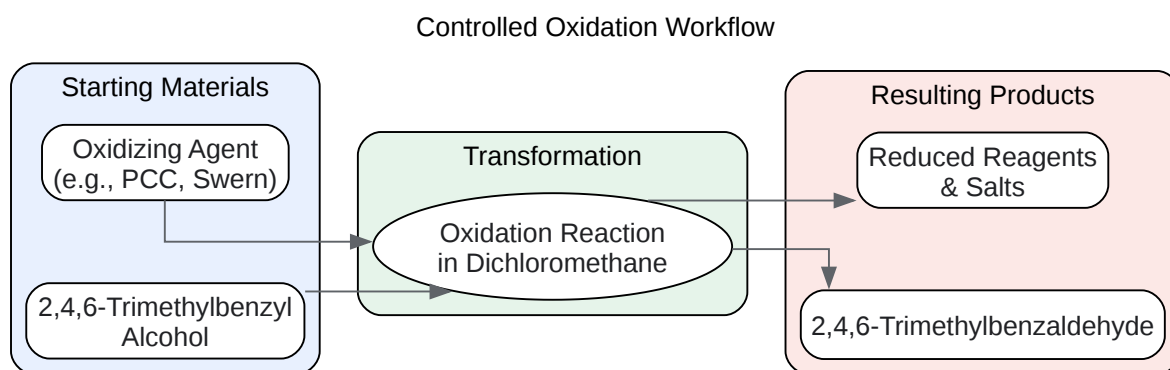 Controlled Oxidation Workflow
Starting Materials
Oxidizing Agent
(e.g., PCC, Swern)
2,4,6-Trimethylbenzyl
Alcohol
Transformation
Oxidation Reaction
in Dichloromethane
Resulting Products
Reduced Reagents
& Salts
2,4,6-Trimethylbenzaldehyde